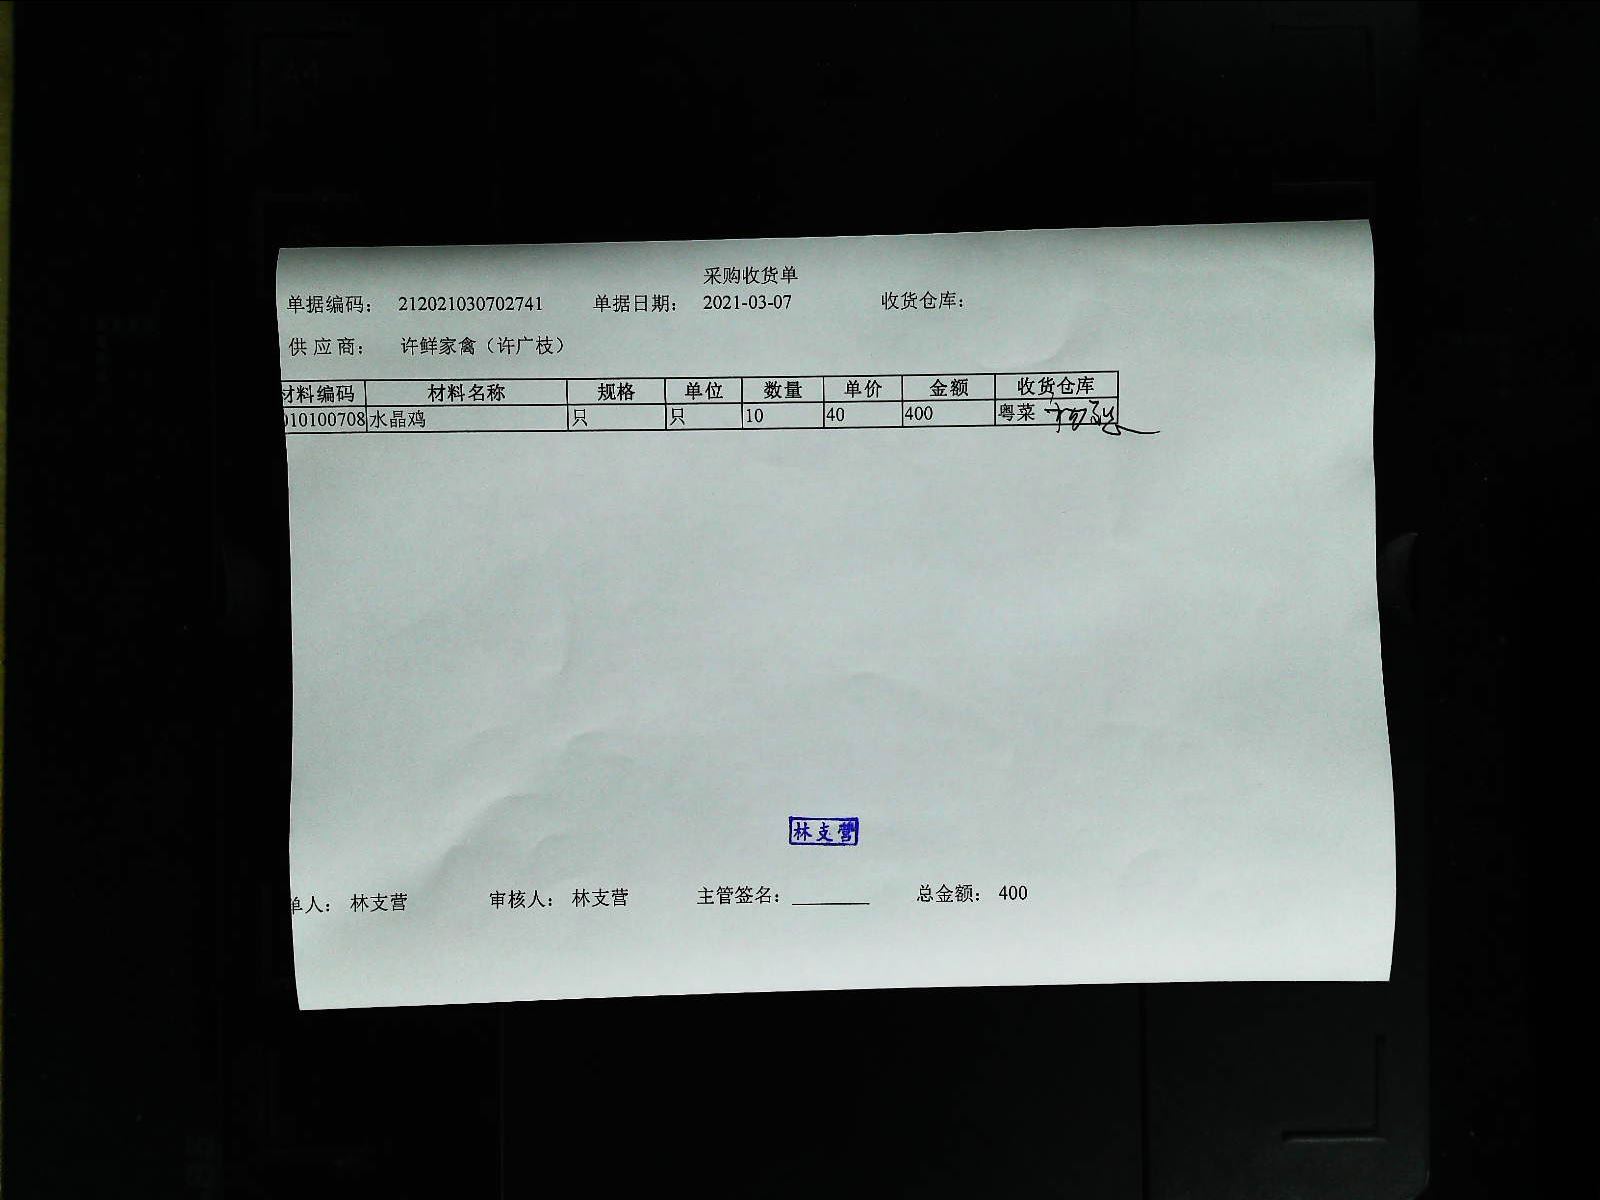 采购收货单
单据编码： 212021030702741 单据日期： 2021-03-07 收货仓库：
供应商： 许鲜家禽（许广枝）
材料编码 材料名称 规格 单位 数量 单价 金额 收货仓库
010100708 水晶鸡 只 只 10 40 400 粤菜
林支营
单人： 林支营 审核人： 林支营 主管签名： 总金额： 400